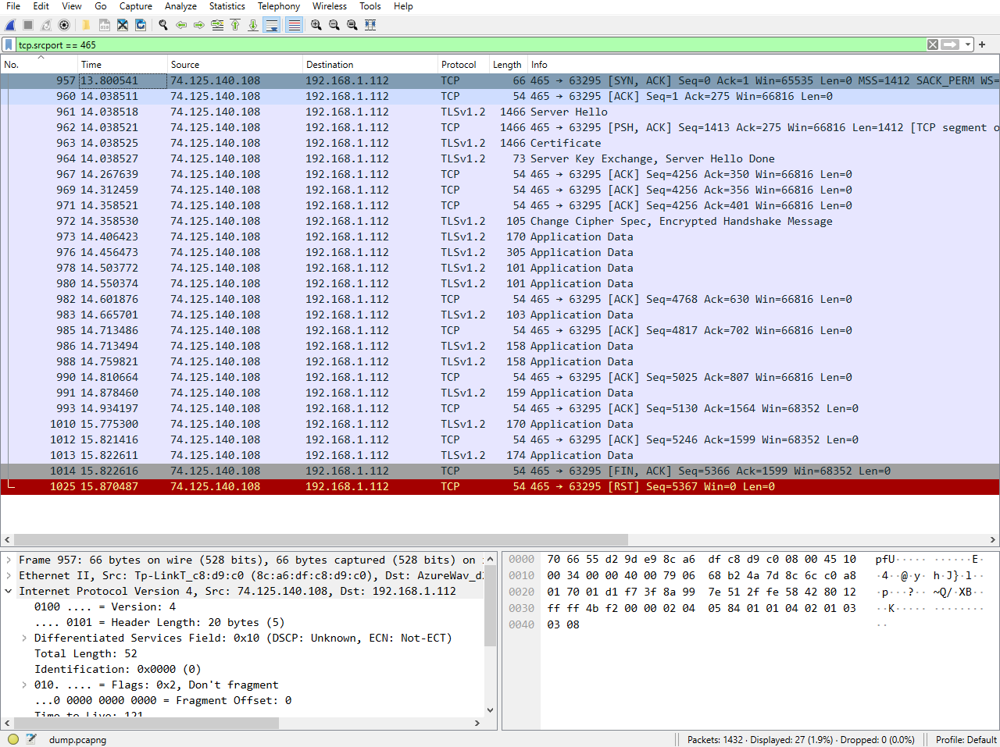 File Edit View Go Capture Analyze Statistics Telephony Wireless Tools Help
tcp.srcport == 465
No. Time Source Destination Protocol Length Info
957 13.800541 74.125.140.108 192.168.1.112 TCP 66 465 → 63295 [SYN, ACK] Seq=0 Ack=1 Win=65535 Len=0 MSS=1412 SACK_PERM WS=
960 14.038511 74.125.140.108 192.168.1.112 TCP 54 465 → 63295 [ACK] Seq=1 Ack=275 Win=66816 Len=0
961 14.038518 74.125.140.108 192.168.1.112 TLSv1.2 1466 Server Hello
962 14.038521 74.125.140.108 192.168.1.112 TCP 1466 465 → 63295 [PSH, ACK] Seq=1413 Ack=275 Win=66816 Len=1412 [TCP segment o
963 14.038525 74.125.140.108 192.168.1.112 TLSv1.2 1466 Certificate
964 14.038527 74.125.140.108 192.168.1.112 TLSv1.2 73 Server Key Exchange, Server Hello Done
967 14.267639 74.125.140.108 192.168.1.112 TCP 54 465 → 63295 [ACK] Seq=4256 Ack=350 Win=66816 Len=0
969 14.312459 74.125.140.108 192.168.1.112 TCP 54 465 → 63295 [ACK] Seq=4256 Ack=356 Win=66816 Len=0
971 14.358521 74.125.140.108 192.168.1.112 TCP 54 465 → 63295 [ACK] Seq=4256 Ack=401 Win=66816 Len=0
972 14.358530 74.125.140.108 192.168.1.112 TLSv1.2 105 Change Cipher Spec, Encrypted Handshake Message
973 14.406423 74.125.140.108 192.168.1.112 TLSv1.2 170 Application Data
976 14.456473 74.125.140.108 192.168.1.112 TLSv1.2 305 Application Data
978 14.503772 74.125.140.108 192.168.1.112 TLSv1.2 101 Application Data
980 14.550374 74.125.140.108 192.168.1.112 TLSv1.2 101 Application Data
982 14.601876 74.125.140.108 192.168.1.112 TCP 54 465 → 63295 [ACK] Seq=4768 Ack=630 Win=66816 Len=0
983 14.665701 74.125.140.108 192.168.1.112 TLSv1.2 103 Application Data
985 14.713486 74.125.140.108 192.168.1.112 TCP 54 465 → 63295 [ACK] Seq=4817 Ack=702 Win=66816 Len=0
986 14.713494 74.125.140.108 192.168.1.112 TLSv1.2 158 Application Data
988 14.759821 74.125.140.108 192.168.1.112 TLSv1.2 158 Application Data
990 14.810664 74.125.140.108 192.168.1.112 TCP 54 465 → 63295 [ACK] Seq=5025 Ack=807 Win=66816 Len=0
991 14.878460 74.125.140.108 192.168.1.112 TLSv1.2 159 Application Data
993 14.934197 74.125.140.108 192.168.1.112 TCP 54 465 → 63295 [ACK] Seq=5130 Ack=1564 Win=68352 Len=0
1010 15.775300 74.125.140.108 192.168.1.112 TLSv1.2 170 Application Data
1012 15.821416 74.125.140.108 192.168.1.112 TCP 54 465 → 63295 [ACK] Seq=5246 Ack=1599 Win=68352 Len=0
1013 15.822611 74.125.140.108 192.168.1.112 TLSv1.2 174 Application Data
1014 15.822616 74.125.140.108 192.168.1.112 TCP 54 465 → 63295 [FIN, ACK] Seq=5366 Ack=1599 Win=68352 Len=0
1025 15.870487 74.125.140.108 192.168.1.112 TCP 54 465 → 63295 [RST] Seq=5367 Win=0 Len=0
Frame 957: 66 bytes on wire (528 bits), 66 bytes captured (528 bits) on
Ethernet II, Src: Tp-LinkT_c8:d9:c0 (8c:a6:df:c8:d9:c0), Dst: AzureWav_d
Internet Protocol Version 4, Src: 74.125.140.108, Dst: 192.168.1.112
0100 .... = Version: 4
.... 0101 = Header Length: 20 bytes (5)
Differentiated Services Field: 0x10 (DSCP: Unknown, ECN: Not-ECT)
Total Length: 52
Identification: 0x0000 (0)
010. .... = Flags: 0x2, Don't fragment
...0 0000 0000 0000 = Fragment Offset: 0
Time to Live: 121
0000 70 66 55 d2 9d e9 8c a6 df c8 d9 c0 08 00 45 10 pfU····· ······E·
0010 00 34 00 00 40 00 79 06 68 b2 4a 7d 8c 6c c0 a8 ·4··@·y· h·J}·l··
0020 01 70 01 d1 f7 3f 8a 99 7e 51 2f fe 58 42 80 12 ·p···?·· ~Q/·XB··
0030 ff ff 4b f2 00 00 02 04 05 84 01 01 04 02 01 03 ··K····· ········
0040 03 08 ··
dump.pcapng Packets: 1432 · Displayed: 27 (1.9%) · Dropped: 0 (0.0%) Profile: Default